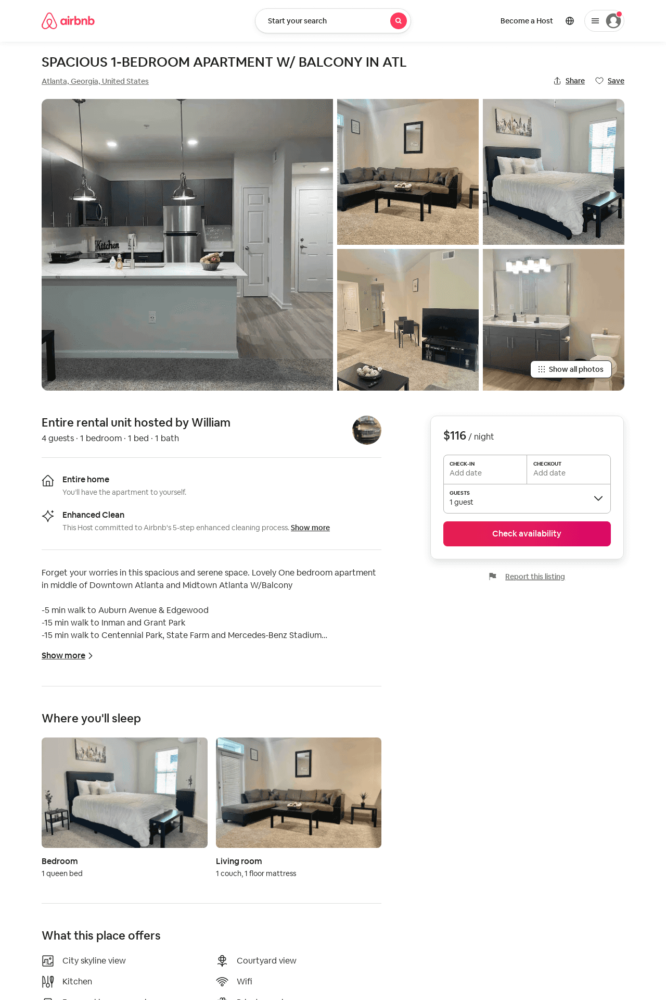 airbnb
Start your search
Become a Host
SPACIOUS 1-BEDROOM APARTMENT W/ BALCONY IN ATL
Atlanta, Georgia, United States
Share
Save
Kitchen
Show all photos
Entire rental unit hosted by William
4 guests · 1 bedroom · 1 bed · 1 bath
Entire home
You’ll have the apartment to yourself.
Enhanced Clean
This Host committed to Airbnb's 5-step enhanced cleaning process. Show more
$116 / night
CHECK-IN
Add date
CHECKOUT
Add date
GUESTS
1 guest
Check availability
Report this listing
Forget your worries in this spacious and serene space. Lovely One bedroom apartment
in middle of Downtown Atlanta and Midtown Atlanta W/Balcony
-5 min walk to Auburn Avenue & Edgewood
-15 min walk to Inman and Grant Park
-15 min walk to Centennial Park, State Farm and Mercedes-Benz Stadium...
Show more
Where you'll sleep
Bedroom
1 queen bed
Living room
1 couch, 1 floor mattress
What this place offers
City skyline view
Courtyard view
Kitchen
Wifi